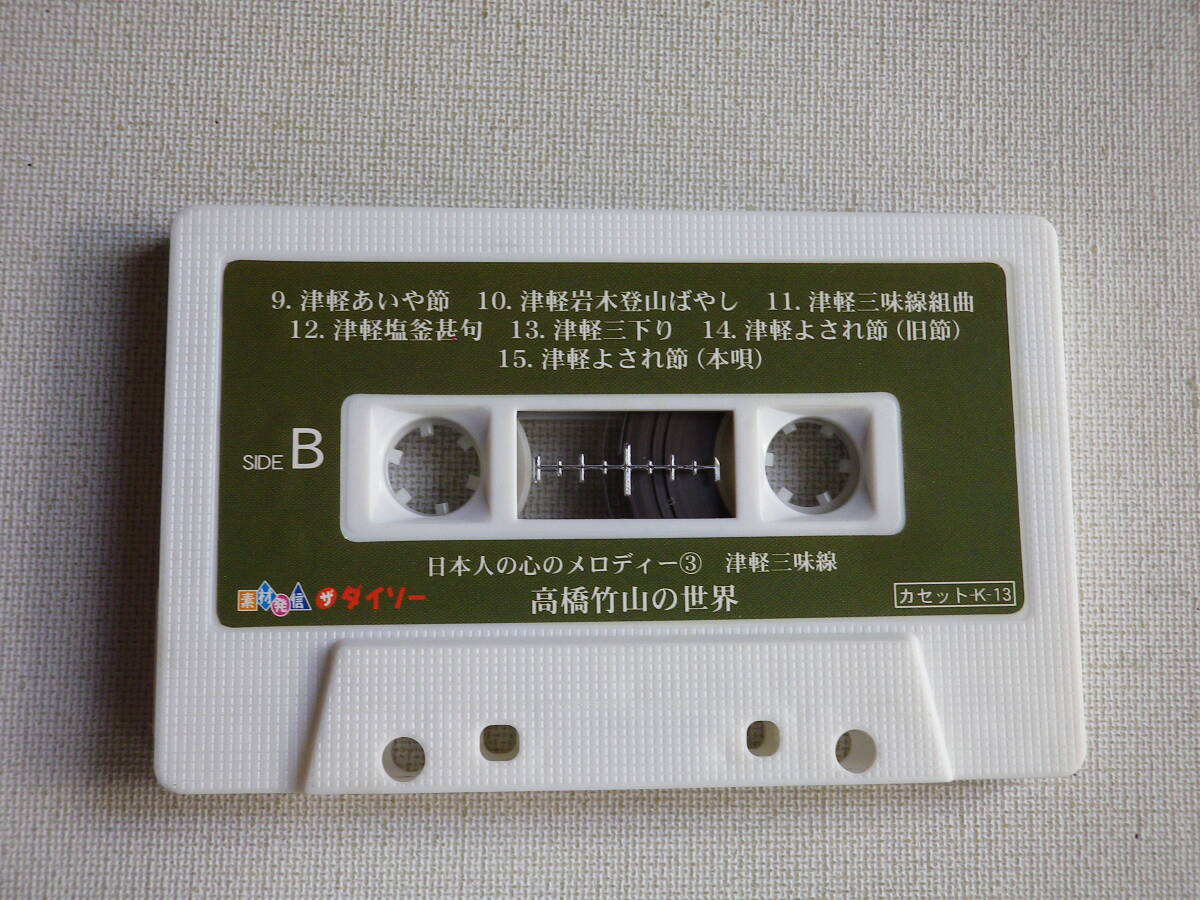 9. 津軽あいや節　10. 津軽岩木登山ばやし　11. 津軽三味線組曲
12. 津軽塩釜甚句　13. 津軽三下り　14. 津軽よされ節（旧節）
15. 津軽よされ節（本唄）
SIDE B
日本人の心のメロディー③　津軽三味線
素材発信 ザ ダイソー
高橋竹山の世界
カセット-K-13